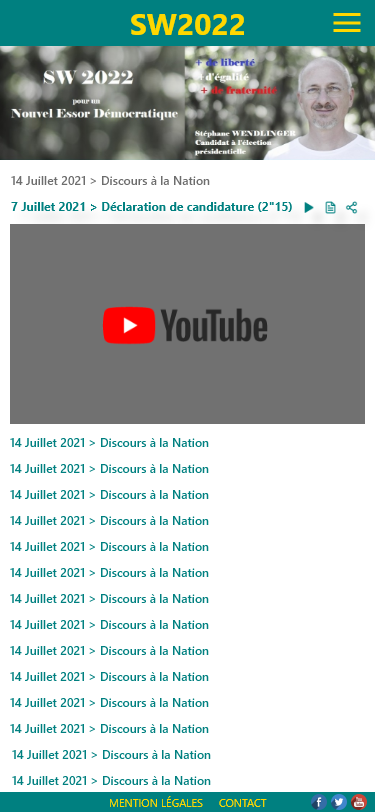 SW2022
SW 2022
pour un
Nouvel Essor Démocratique
+ de liberté
+d'égalité
+ de fraternité
Stéphane WENDLINGER
Candidat à l'élection
présidentielle
14 Juillet 2021 > Discours à la Nation
7 Juillet 2021 > Déclaration de candidature (2"15)
YouTube
14 Juillet 2021 > Discours à la Nation
14 Juillet 2021 > Discours à la Nation
14 Juillet 2021 > Discours à la Nation
14 Juillet 2021 > Discours à la Nation
14 Juillet 2021 > Discours à la Nation
14 Juillet 2021 > Discours à la Nation
14 Juillet 2021 > Discours à la Nation
14 Juillet 2021 > Discours à la Nation
14 Juillet 2021 > Discours à la Nation
14 Juillet 2021 > Discours à la Nation
14 Juillet 2021 > Discours à la Nation
14 Juillet 2021 > Discours à la Nation
14 Juillet 2021 > Discours à la Nation
14 Juillet 2021 > Discours à la Nation
MENTION LÉGALES CONTACT